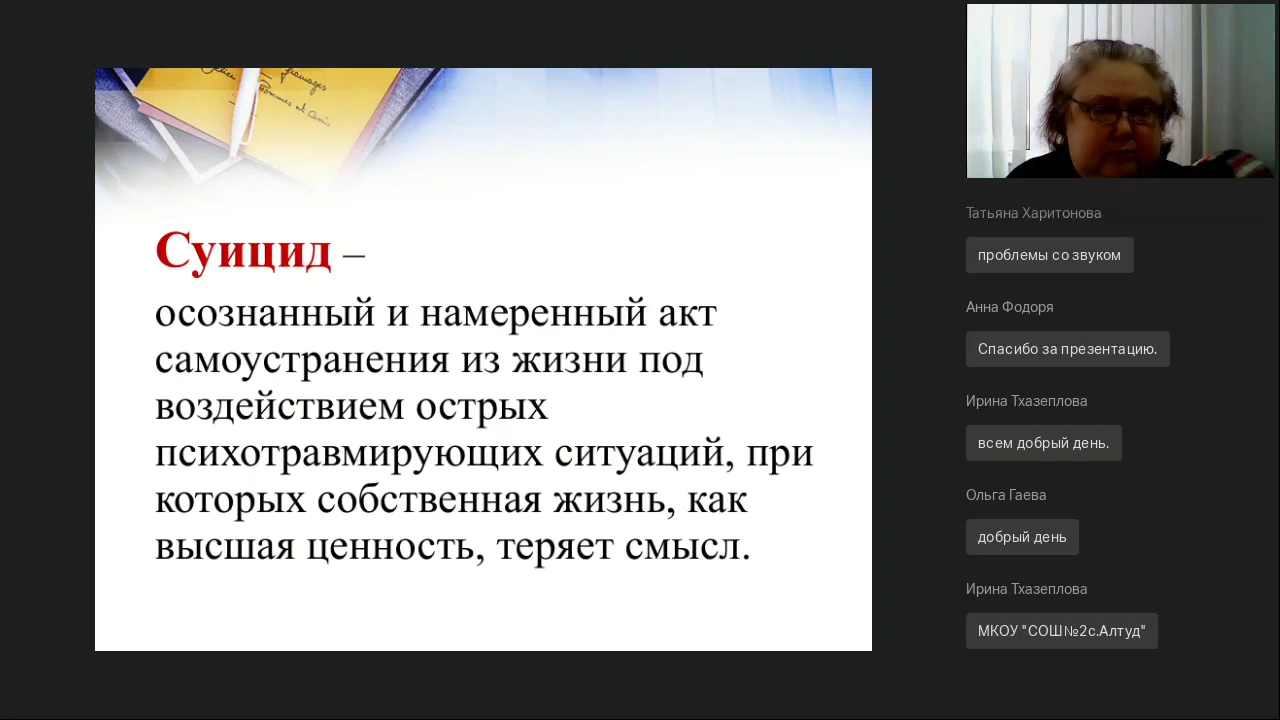 Суицид –
осознанный и намеренный акт
самоустранения из жизни под
воздействием острых
психотравмирующих ситуаций, при
которых собственная жизнь, как
высшая ценность, теряет смысл.
Татьяна Харитонова
проблемы со звуком
Анна Фодоря
Спасибо за презентацию.
Ирина Тхазеплова
всем добрый день.
Ольга Гаева
добрый день
Ирина Тхазеплова
МКОУ "СОШ№2с.Алтуд"